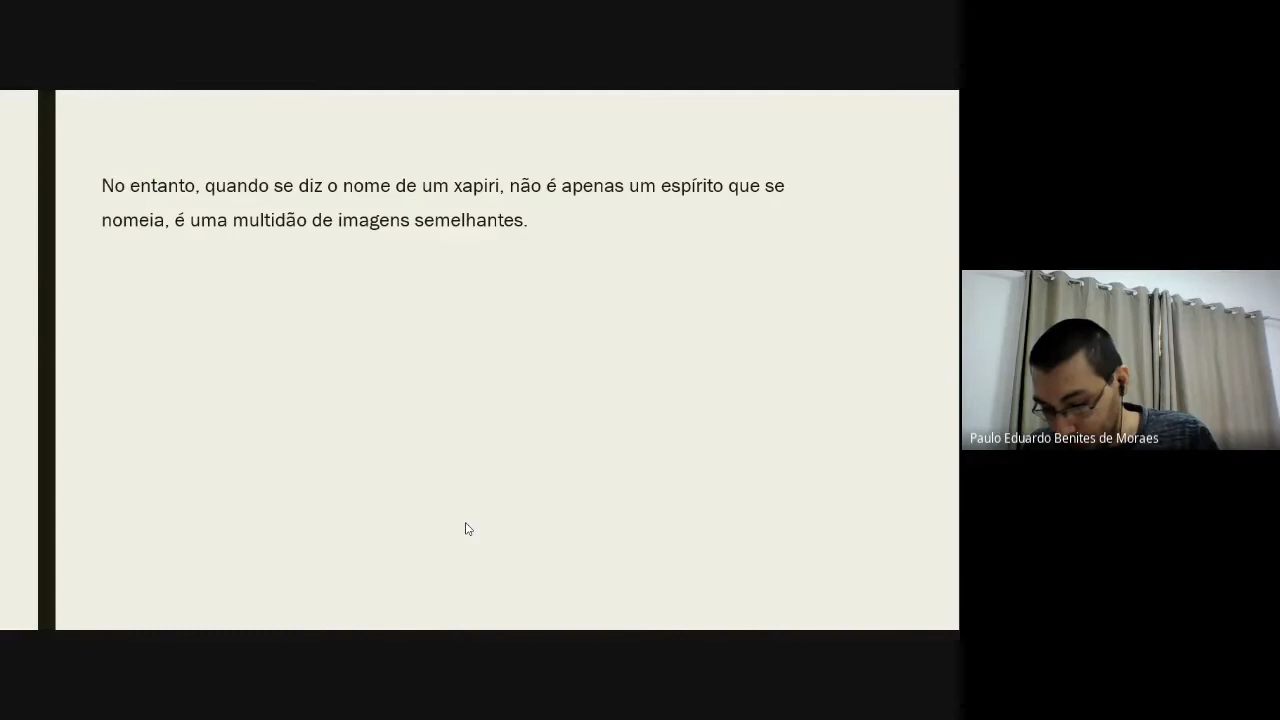 No entanto, quando se diz o nome de um xapiri, não é apenas um espírito que se
nomeia, é uma multidão de imagens semelhantes.
Paulo Eduardo Benites de Moraes